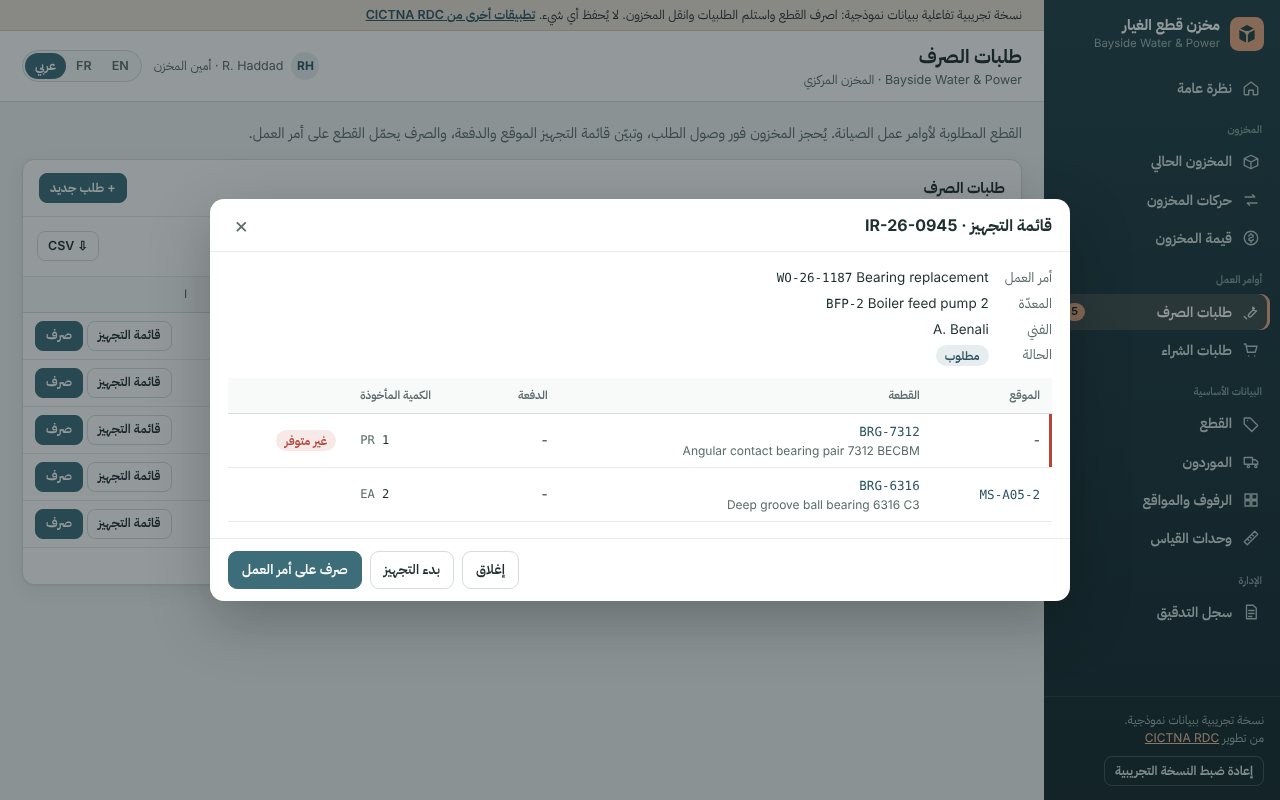 نسخة تجريبية تفاعلية ببيانات نموذجية: اصرف القطع واستلم الطلبيات وانقل المخزون. لا يُحفظ أي شيء. تطبيقات أخرى من CICTNA RDC
مخزن قطع الغيار
Bayside Water & Power
نظرة عامة
المخزون
المخزون الحالي
حركات المخزون
قيمة المخزون
أوامر العمل
طلبات الصرف
5
طلبات الشراء
البيانات الأساسية
القطع
الموردون
الرفوف والمواقع
وحدات القياس
الإدارة
سجل التدقيق
نسخة تجريبية ببيانات نموذجية.
من تطوير CICTNA RDC
إعادة ضبط النسخة التجريبية
طلبات الصرف
Bayside Water & Power · المخزن المركزي
RH
R. Haddad · أمين المخزن
EN FR عربي
القطع المطلوبة لأوامر عمل الصيانة. يُحجز المخزون فور وصول الطلب، وتبيّن قائمة التجهيز الموقع والدفعة، والصرف يحمّل القطع على أمر العمل.
طلبات الصرف
+ طلب جديد
CSV ⇩
قائمة التجهيز صرف
قائمة التجهيز صرف
قائمة التجهيز صرف
قائمة التجهيز صرف
قائمة التجهيز صرف
قائمة التجهيز · IR-26-0945
✕
أمر العمل WO-26-1187 Bearing replacement
المعدّة BFP-2 Boiler feed pump 2
الفني A. Benali
الحالة مطلوب
الموقع القطعة الدفعة الكمية المأخوذة
- BRG-7312 - 1 PR غير متوفر
Angular contact bearing pair 7312 BECBM
MS-A05-2 BRG-6316 - 2 EA
Deep groove ball bearing 6316 C3
إغلاق بدء التجهيز صرف على أمر العمل